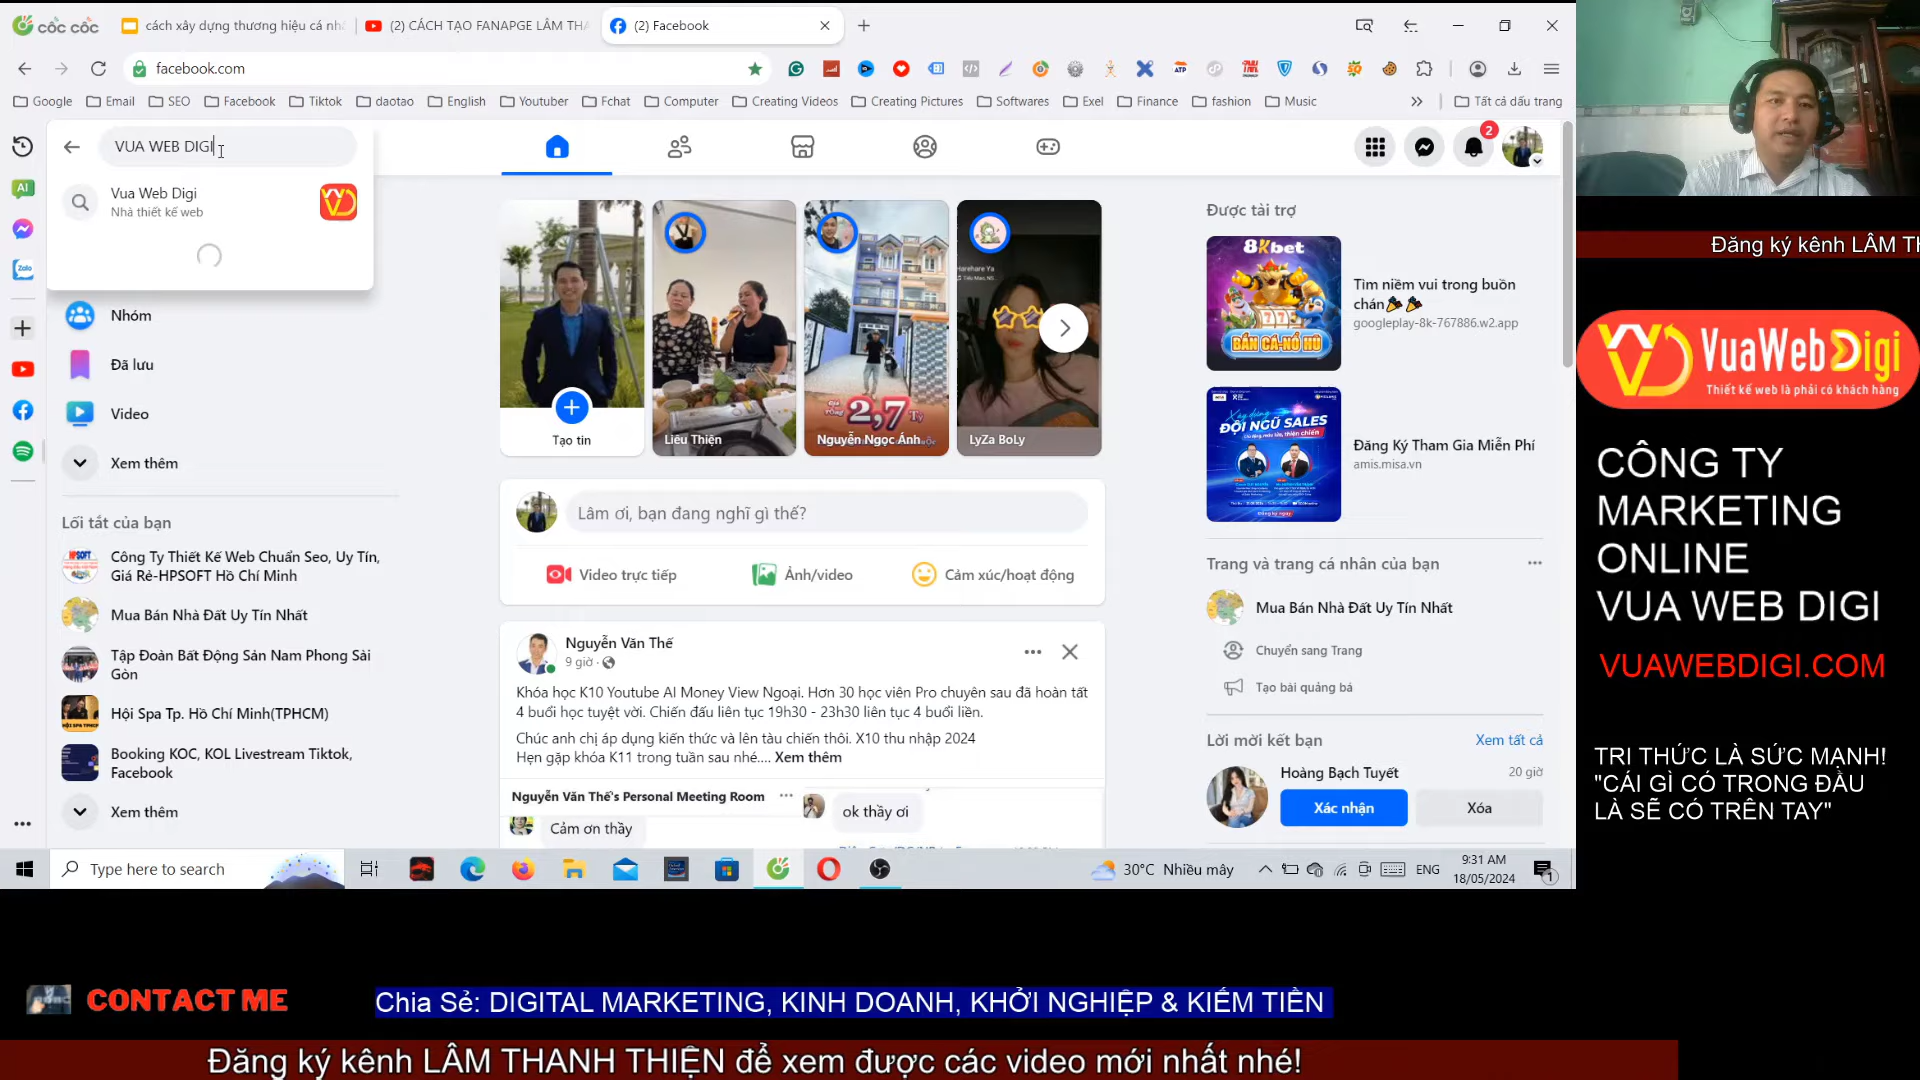 cốc cốc
cách xây dựng thương hiệu cá nh
(2) CÁCH TẠO FANAPGE LÂM THA
(2) Facebook
facebook.com
Google
Email
SEO
Facebook
Tiktok
daotao
English
Youtuber
Fchat
Computer
Creating Videos
Creating Pictures
Softwares
Exel
Finance
fashion
Music
Tất cả dấu trang
VUA WEB DIGI
Vua Web Digi
Nhà thiết kế web
AI
Zalo
Nhóm
Đã lưu
Video
Xem thêm
Lối tắt của bạn
Công Ty Thiết Kế Web Chuẩn Seo, Uy Tín,
Giá Rẻ-HPSOFT Hồ Chí Minh
Mua Bán Nhà Đất Uy Tín Nhất
Tập Đoàn Bất Động Sản Nam Phong Sài
Gòn
Hội Spa Tp. Hồ Chí Minh(TPHCM)
Booking KOC, KOL Livestream Tiktok,
Facebook
Xem thêm
2
Tạo tin
Liêu Thiện
2,7 Tỷ
Nguyễn Ngọc Ánh
Harehare Ya
LyZa BoLy
Lâm ơi, bạn đang nghĩ gì thế?
Video trực tiếp
Ảnh/video
Cảm xúc/hoạt động
Nguyễn Văn Thế
9 giờ
Khóa học K10 Youtube AI Money View Ngoại. Hơn 30 học viên Pro chuyên sau đã hoàn tất
4 buổi học tuyệt vời. Chiến đấu liên tục 19h30 - 23h30 liên tục 4 buổi liền.
Chúc anh chị áp dụng kiến thức và lên tàu chiến thôi. X10 thu nhập 2024
Hẹn gặp khóa K11 trong tuần sau nhé.... Xem thêm
Nguyễn Văn Thế's Personal Meeting Room
ok thầy ơi
Cảm ơn thầy
Được tài trợ
8Kbet
BẮN CÁ-NỔ HŨ
Tìm niềm vui trong buồn
chán
googleplay-8k-767886.w2.app
Xây dựng
ĐỘI NGŨ SALES
Đăng Ký Tham Gia Miễn Phí
amis.misa.vn
Trang và trang cá nhân của bạn
Mua Bán Nhà Đất Uy Tín Nhất
Chuyển sang Trang
Tạo bài quảng bá
Lời mời kết bạn
Xem tất cả
Hoàng Bạch Tuyết
20 giờ
Xác nhận
Xóa
Type here to search
30°C Nhiều mây
ENG
9:31 AM
18/05/2024
1
Đăng ký kênh LÂM TH
VuaWebDigi
Thiết kế web là phải có khách hàng
CÔNG TY
MARKETING
ONLINE
VUA WEB DIGI
VUAWEBDIGI.COM
TRI THỨC LÀ SỨC MẠNH!
"CÁI GÌ CÓ TRONG ĐẦU
LÀ SẼ CÓ TRÊN TAY"
CONTACT ME
Chia Sẻ: DIGITAL MARKETING, KINH DOANH, KHỞI NGHIỆP & KIẾM TIỀN
Đăng ký kênh LÂM THANH THIỆN để xem được các video mới nhất nhé!